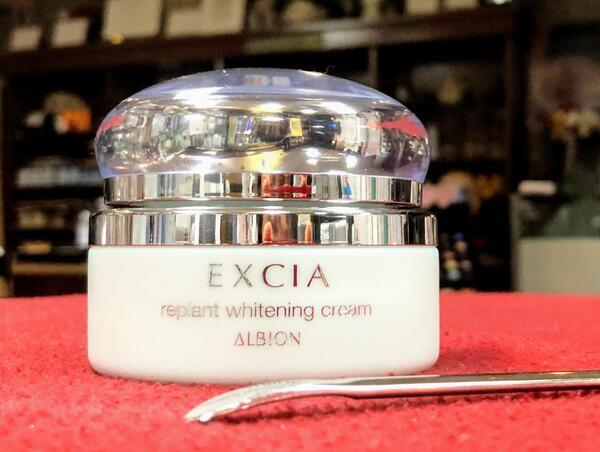 EXCIA
replant whitening cream
ALBION